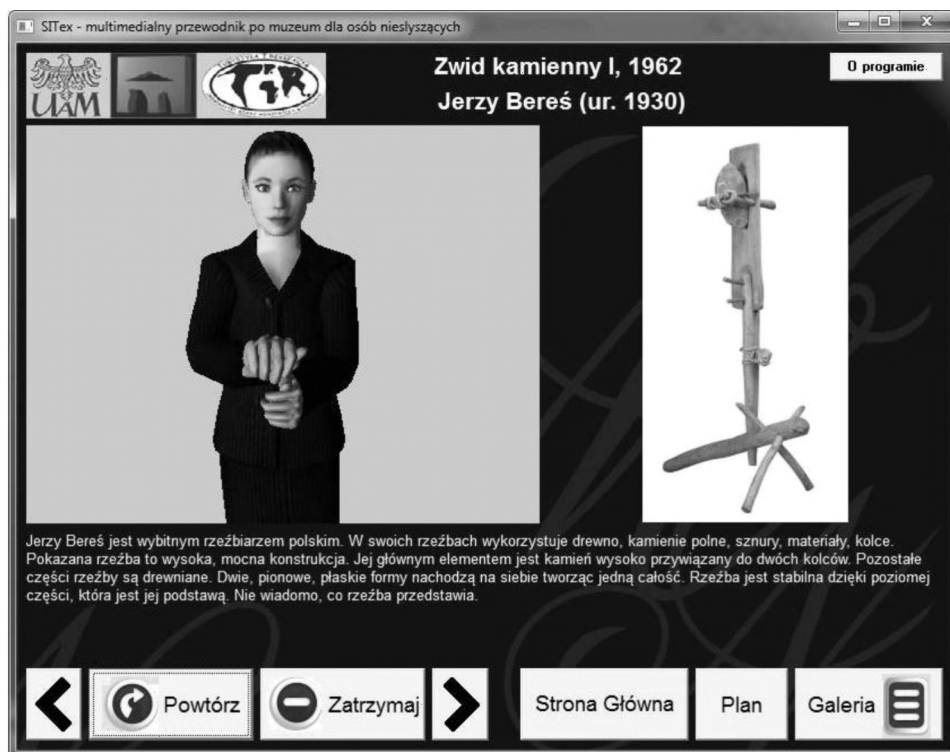 SITex - multimedialny przewodnik po muzeum dla osób niesłyszących
UAM
Zwid kamienny I, 1962
Jerzy Bereś (ur. 1930)
O programie
Jerzy Bereś jest wybitnym rzeźbiarzem polskim. W swoich rzeźbach wykorzystuje drewno, kamienie polne, sznury, materiały, kolce.
Pokazana rzeźba to wysoka, mocna konstrukcja. Jej głównym elementem jest kamień wysoko przywiązany do dwóch kolców. Pozostałe
części rzeźby są drewniane. Dwie, pionowe, płaskie formy nachodzą na siebie tworząc jedną całość. Rzeźba jest stabilna dzięki poziomej
części, która jest jej podstawą. Nie wiadomo, co rzeźba przedstawia.
Powtórz
Zatrzymaj
Strona Główna
Plan
Galeria